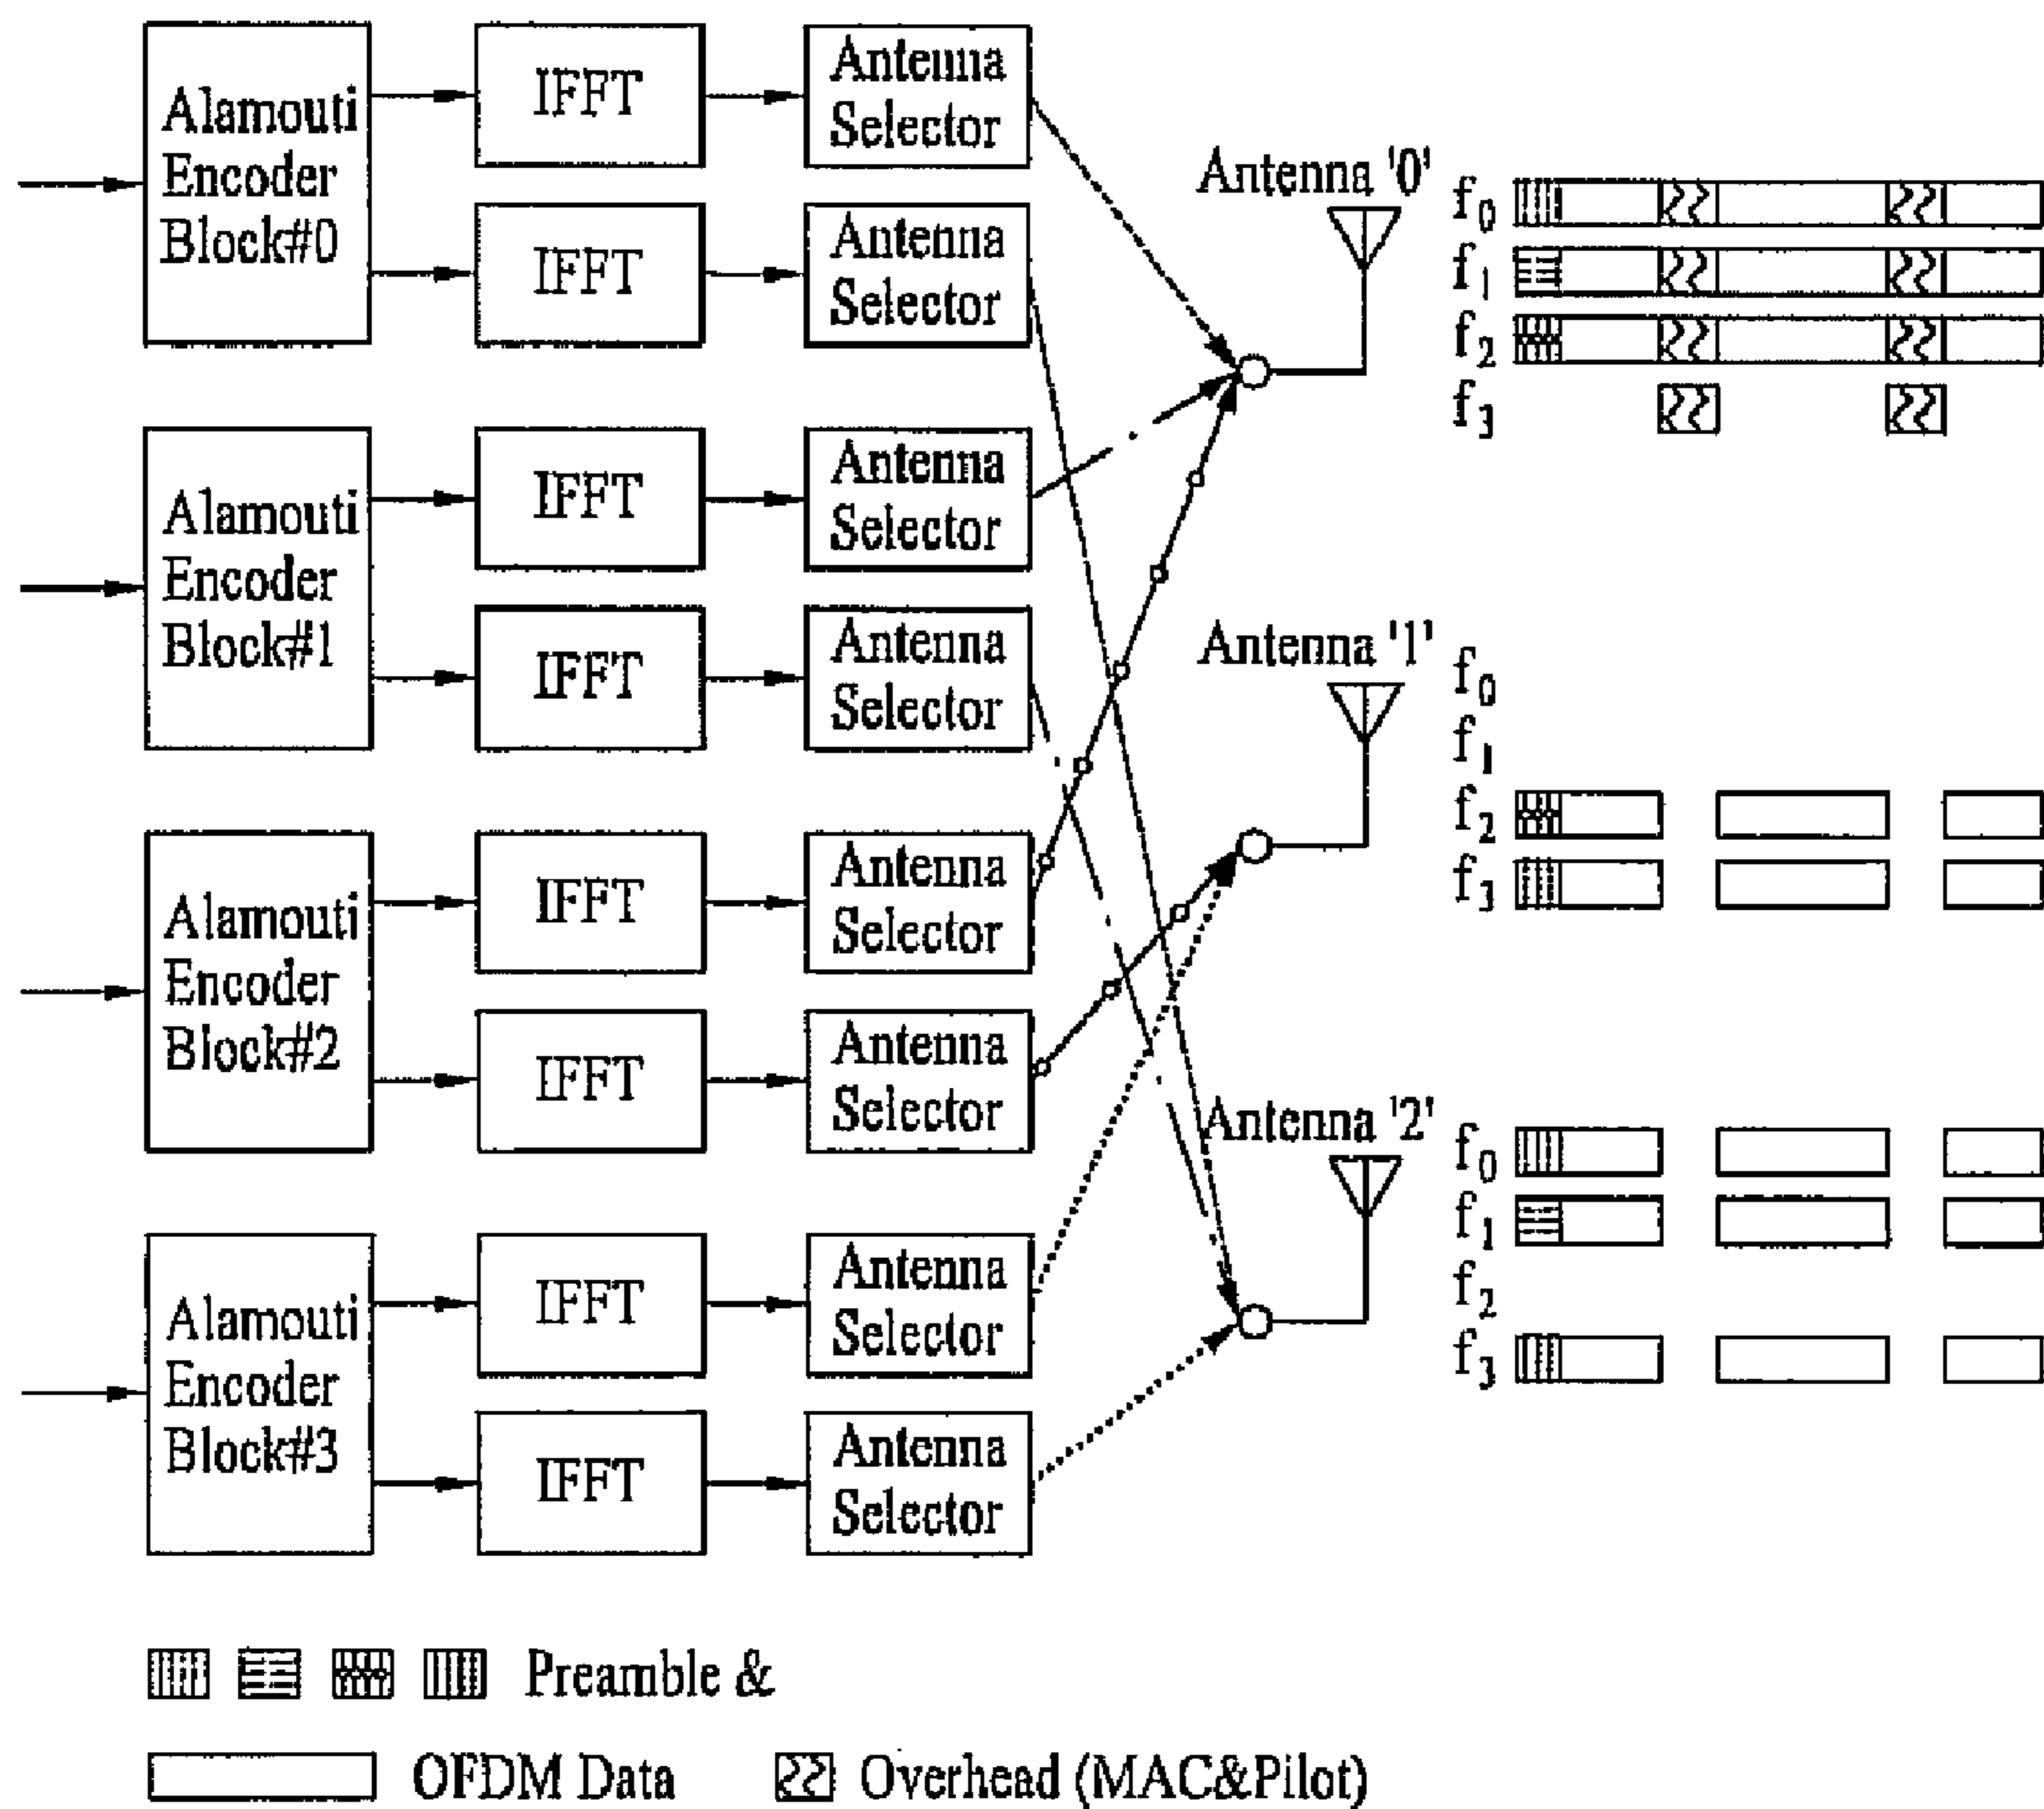 Alamouti
Encoder
Block#0
IFFT
Antenna
Selector
IFFT
Antenna
Selector
Alamouti
Encoder
Block#1
IFFT
Antenna
Selector
IFFT
Antenna
Selector
Alamouti
Encoder
Block#2
IFFT
Antenna
Selector
IFFT
Antenna
Selector
Alamouti
Encoder
Block#3
IFFT
Antenna
Selector
IFFT
Antenna
Selector
Antenna '0'
f0
f1
f2
f3
Antenna '1'
f0
f1
f2
f3
Antenna '2'
f0
f1
f2
f3
Preamble &
OFDM Data
Overhead (MAC&Pilot)